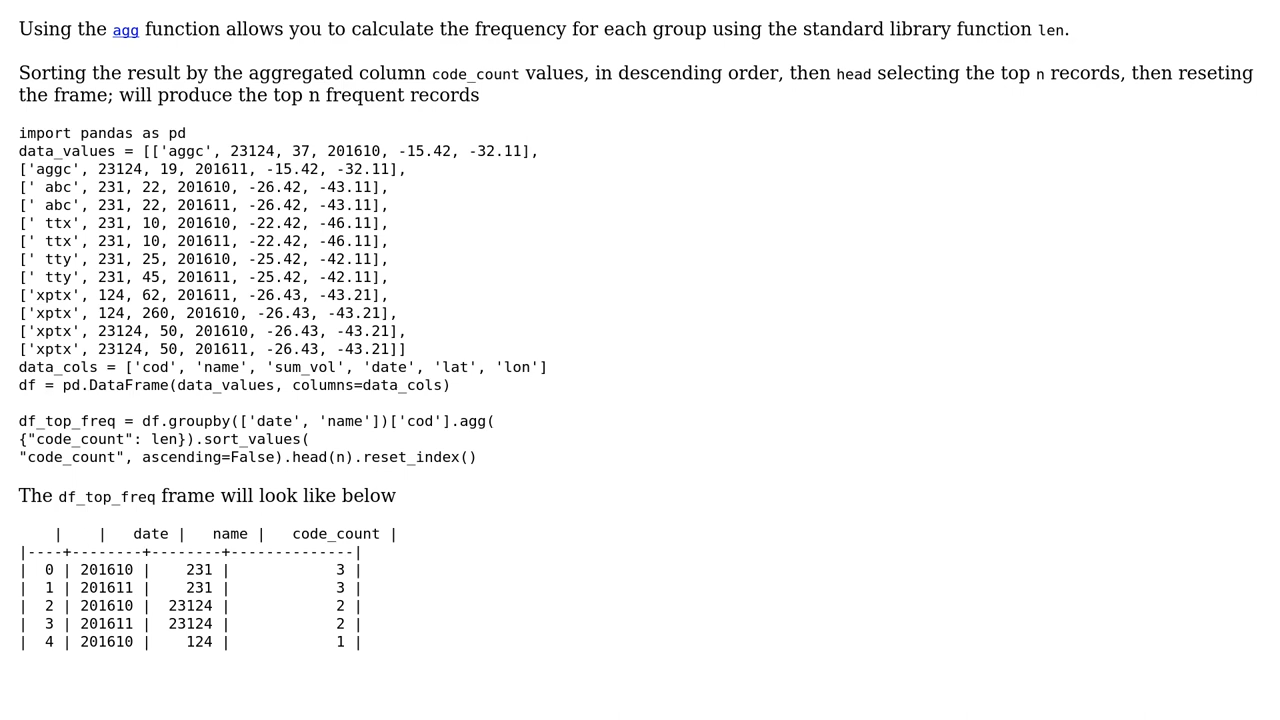 Using the agg function allows you to calculate the frequency for each group using the standard library function len.
Sorting the result by the aggregated column code_count values, in descending order, then head selecting the top n records, then reseting
the frame; will produce the top n frequent records
import pandas as pd
data_values = [['aggc', 23124, 37, 201610, -15.42, -32.11],
['aggc', 23124, 19, 201611, -15.42, -32.11],
[' abc', 231, 22, 201610, -26.42, -43.11],
[' abc', 231, 22, 201611, -26.42, -43.11],
[' ttx', 231, 10, 201610, -22.42, -46.11],
[' ttx', 231, 10, 201611, -22.42, -46.11],
[' tty', 231, 25, 201610, -25.42, -42.11],
[' tty', 231, 45, 201611, -25.42, -42.11],
['xptx', 124, 62, 201611, -26.43, -43.21],
['xptx', 124, 260, 201610, -26.43, -43.21],
['xptx', 23124, 50, 201610, -26.43, -43.21],
['xptx', 23124, 50, 201611, -26.43, -43.21]]
data_cols = ['cod', 'name', 'sum_vol', 'date', 'lat', 'lon']
df = pd.DataFrame(data_values, columns=data_cols)
df_top_freq = df.groupby(['date', 'name'])['cod'].agg(
{"code_count": len}).sort_values(
"code_count", ascending=False).head(n).reset_index()
The df_top_freq frame will look like below
    |    |   date |   name |   code_count |
|----+--------+--------+--------------|
|  0 | 201610 |    231 |            3 |
|  1 | 201611 |    231 |            3 |
|  2 | 201610 |  23124 |            2 |
|  3 | 201611 |  23124 |            2 |
|  4 | 201610 |    124 |            1 |